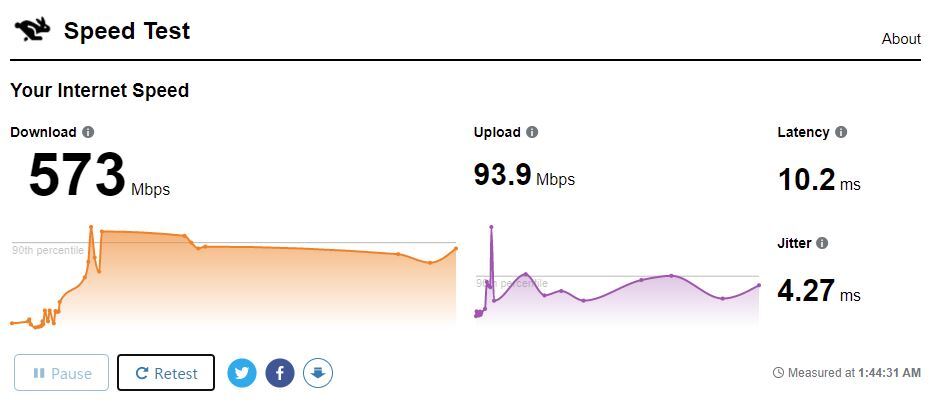 Speed Test
About
Your Internet Speed
Download
573 Mbps
90th percentile
Upload
93.9 Mbps
90th percentile
Latency
10.2 ms
Jitter
4.27 ms
Pause
Retest
Measured at 1:44:31 AM